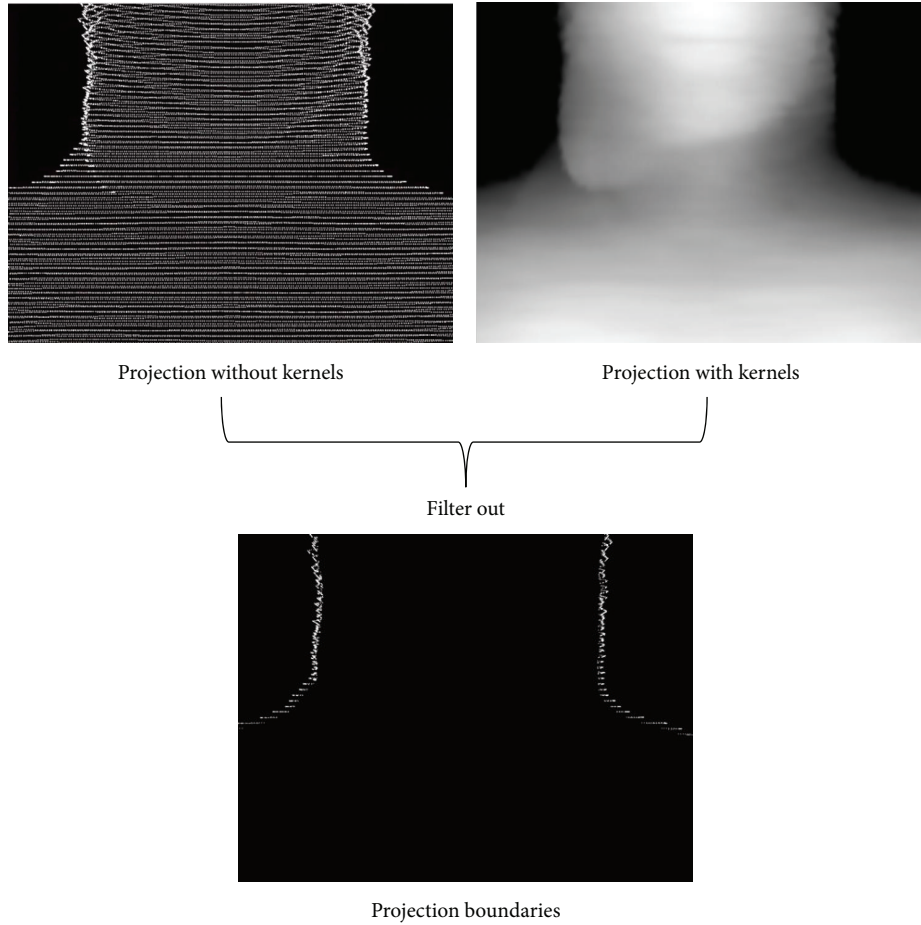 Projection without kernels
Projection with kernels
Filter out
Projection boundaries